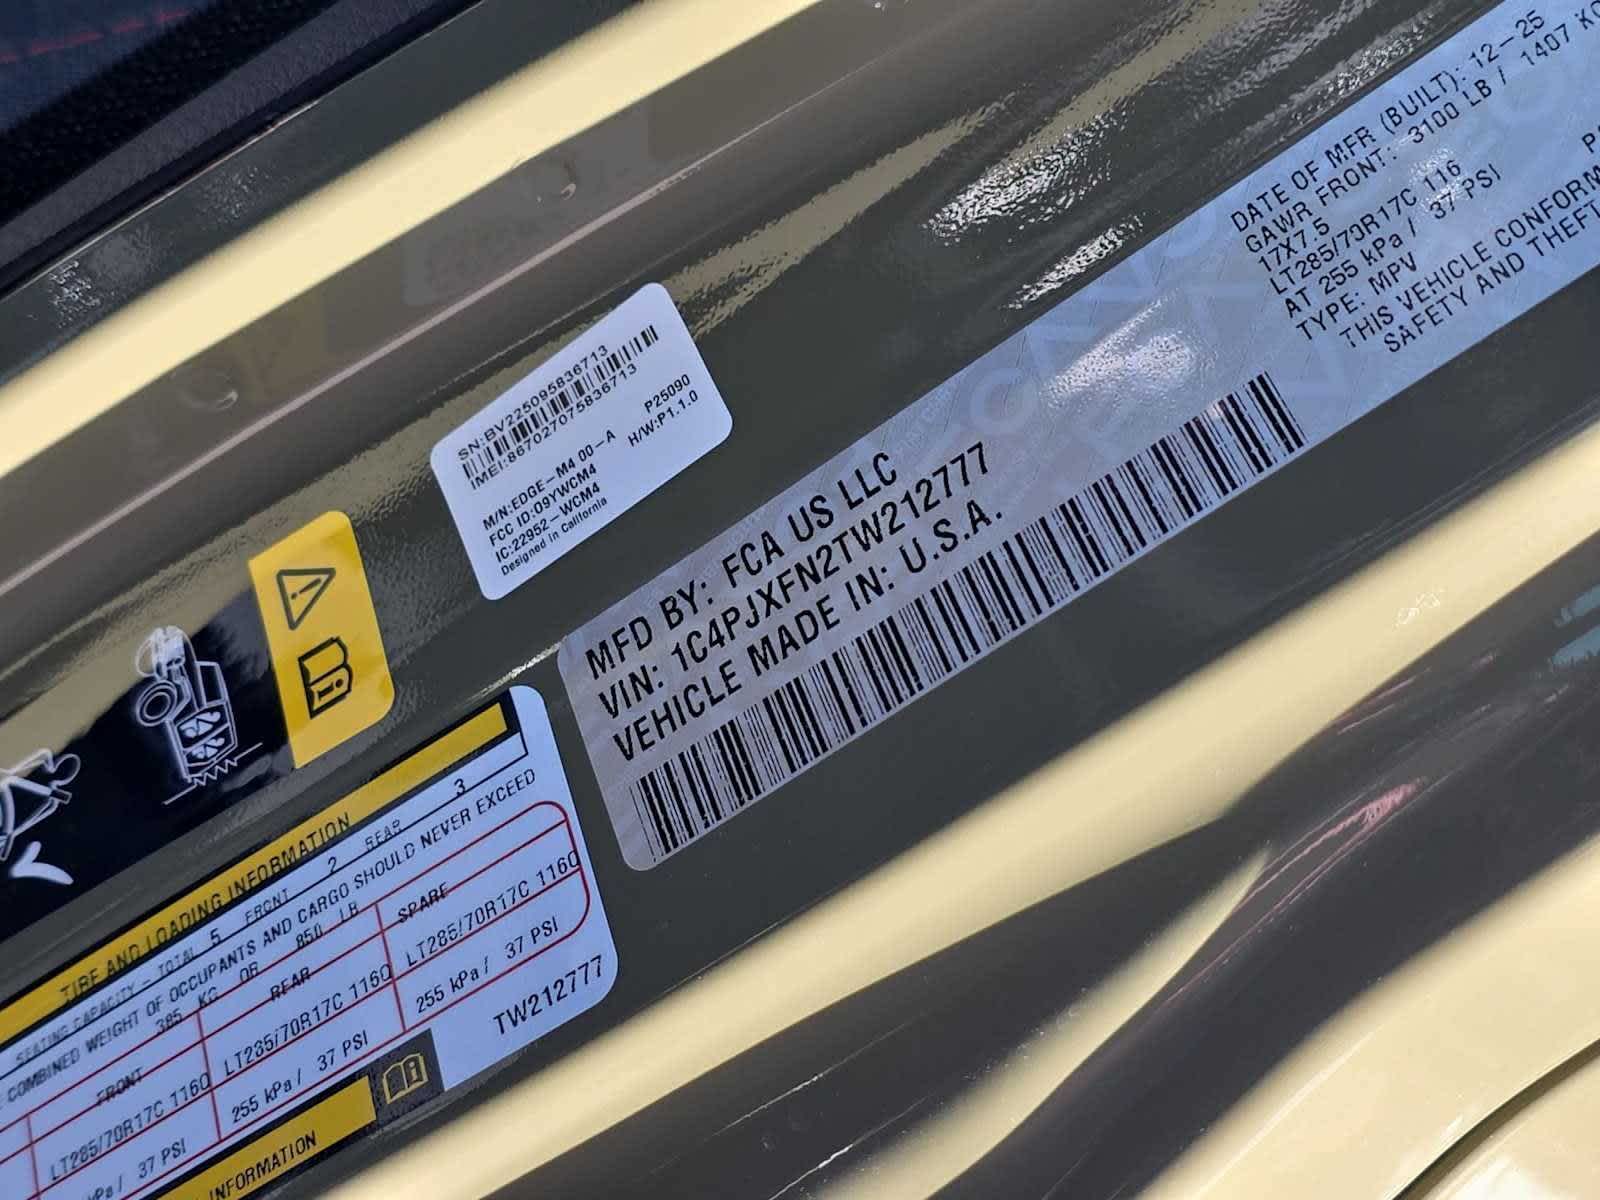 SN:BV225095836713
IMEI:867027075836713
P25090
M/N:EDGE-M4 00-A
H/W:P1.1.0
FCC ID:O9YWCM4
IC:22952-WCM4
Designed in California
MFD BY: FCA US LLC
VIN: 1C4PJXFN2TW212777
VEHICLE MADE IN: U.S.A.
DATE OF MFR (BUILT): 12-25
GAWR FRONT: 3100 LB / 1407 KG
17X7.5
LT285/70R17C 116
AT 255 kPa / 37 PSI
TYPE: MPV
THIS VEHICLE
SAFETY AND THEFT
TIRE AND LOADING INFORMATION
SEATING CAPACITY - TOTAL 5 FRONT 2 REAR 3
COMBINED WEIGHT OF OCCUPANTS AND CARGO SHOULD NEVER EXCEED
385 KG OR 850 LB
FRONT REAR SPARE
LT285/70R17C 116Q LT285/70R17C 116Q LT285/70R17C 116Q
/ 37 PSI 255 kPa / 37 PSI 255 kPa / 37 PSI
TW212777
INFORMATION